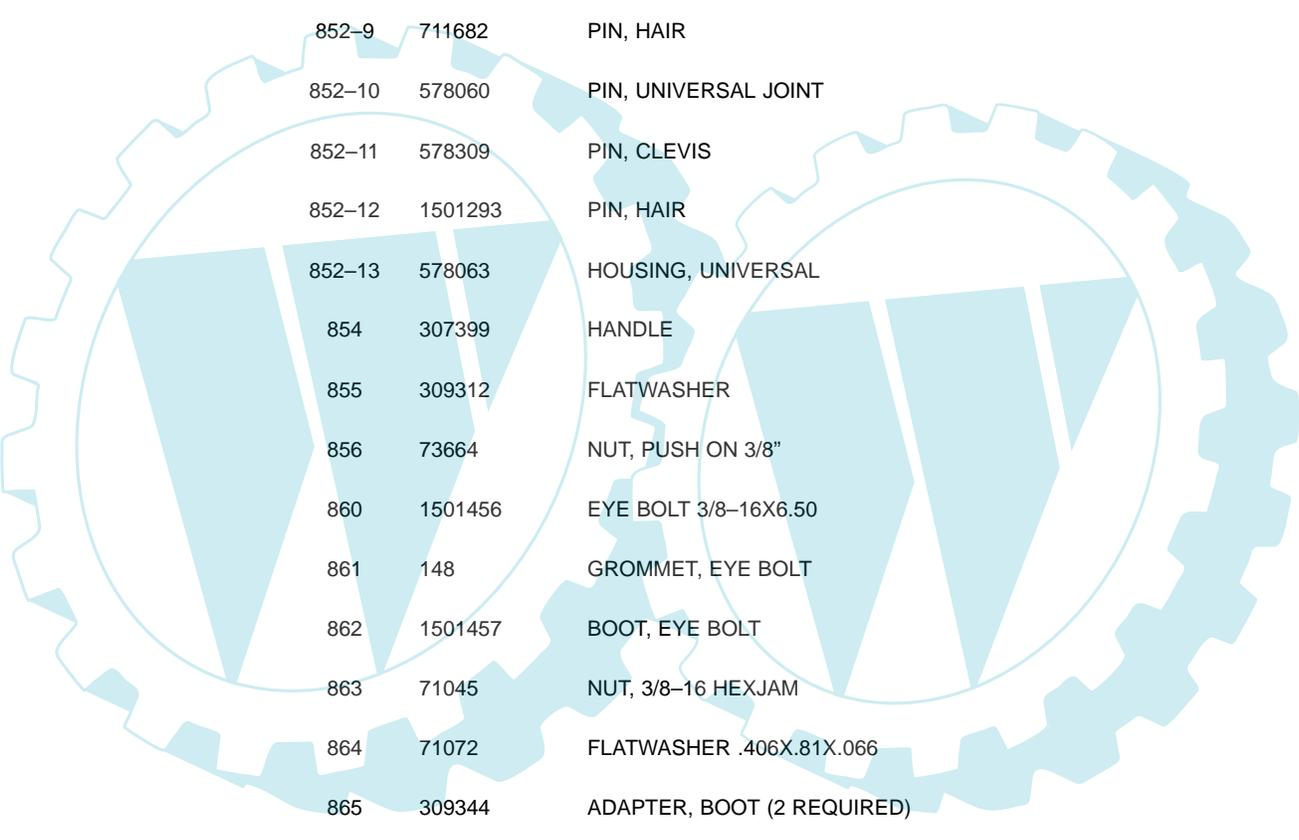 852–9 711682 PIN, HAIR
852–10 578060 PIN, UNIVERSAL JOINT
852–11 578309 PIN, CLEVIS
852–12 1501293 PIN, HAIR
852–13 578063 HOUSING, UNIVERSAL
854 307399 HANDLE
855 309312 FLATWASHER
856 73664 NUT, PUSH ON 3/8”
860 1501456 EYE BOLT 3/8–16X6.50
861 148 GROMMET, EYE BOLT
862 1501457 BOOT, EYE BOLT
863 71045 NUT, 3/8–16 HEXJAM
864 71072 FLATWASHER .406X.81X.066
865 309344 ADAPTER, BOOT (2 REQUIRED)